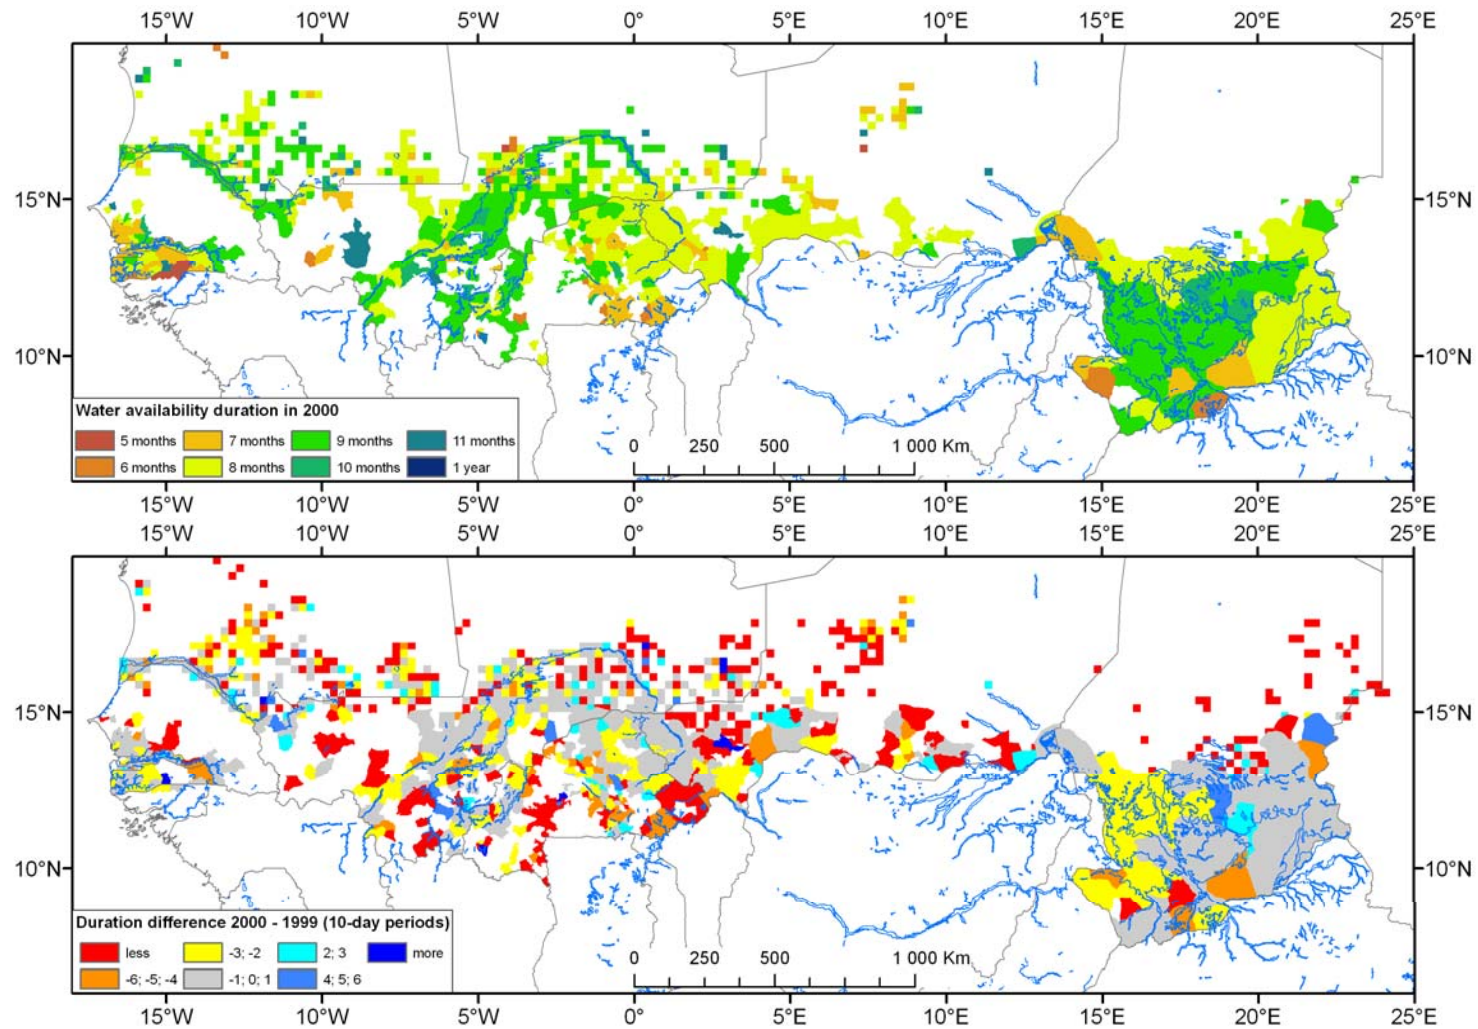 15°W 10°W 5°W 0° 5°E 10°E 15°E 20°E 25°E
15°N 15°N
10°N 10°N
Water availability duration in 2000
5 months 7 months 9 months 11 months
6 months 8 months 10 months 1 year
0 250 500 1000 Km
15°W 10°W 5°W 0° 5°E 10°E 15°E 20°E 25°E
15°W 10°W 5°W 0° 5°E 10°E 15°E 20°E 25°E
15°N 15°N
10°N 10°N
Duration difference 2000 - 1999 (10-day periods)
less -3; -2 2; 3 more
-6; -5; -4 -1; 0; 1 4; 5; 6
0 250 500 1000 Km
15°W 10°W 5°W 0° 5°E 10°E 15°E 20°E 25°E